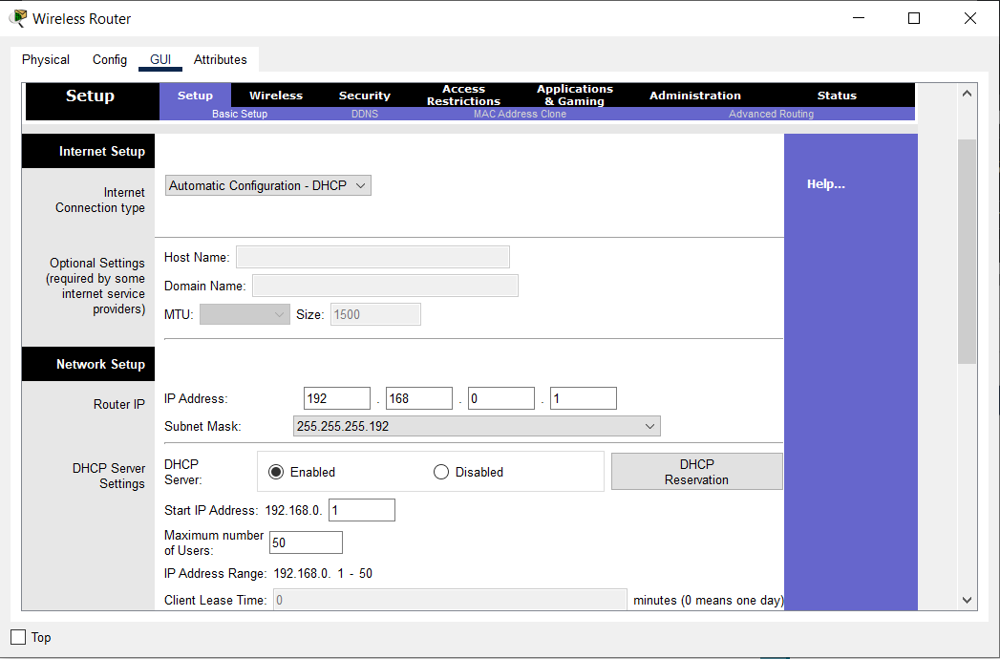 Wireless Router
Physical Config GUI Attributes
Setup
Setup Wireless Security Access Restrictions Applications & Gaming Administration Status
Basic Setup DDNS MAC Address Clone Advanced Routing
Internet Setup
Internet
Connection type
Automatic Configuration - DHCP
Help...
Optional Settings
(required by some
internet service
providers)
Host Name:
Domain Name:
MTU: Size: 1500
Network Setup
Router IP
IP Address: 192 . 168 . 0 . 1
Subnet Mask: 255.255.255.192
DHCP Server
Settings
DHCP
Server:
Enabled Disabled
DHCP
Reservation
Start IP Address: 192.168.0. 1
Maximum number
of Users:
50
IP Address Range: 192.168.0. 1 - 50
Client Lease Time: 0 minutes (0 means one day)
Top